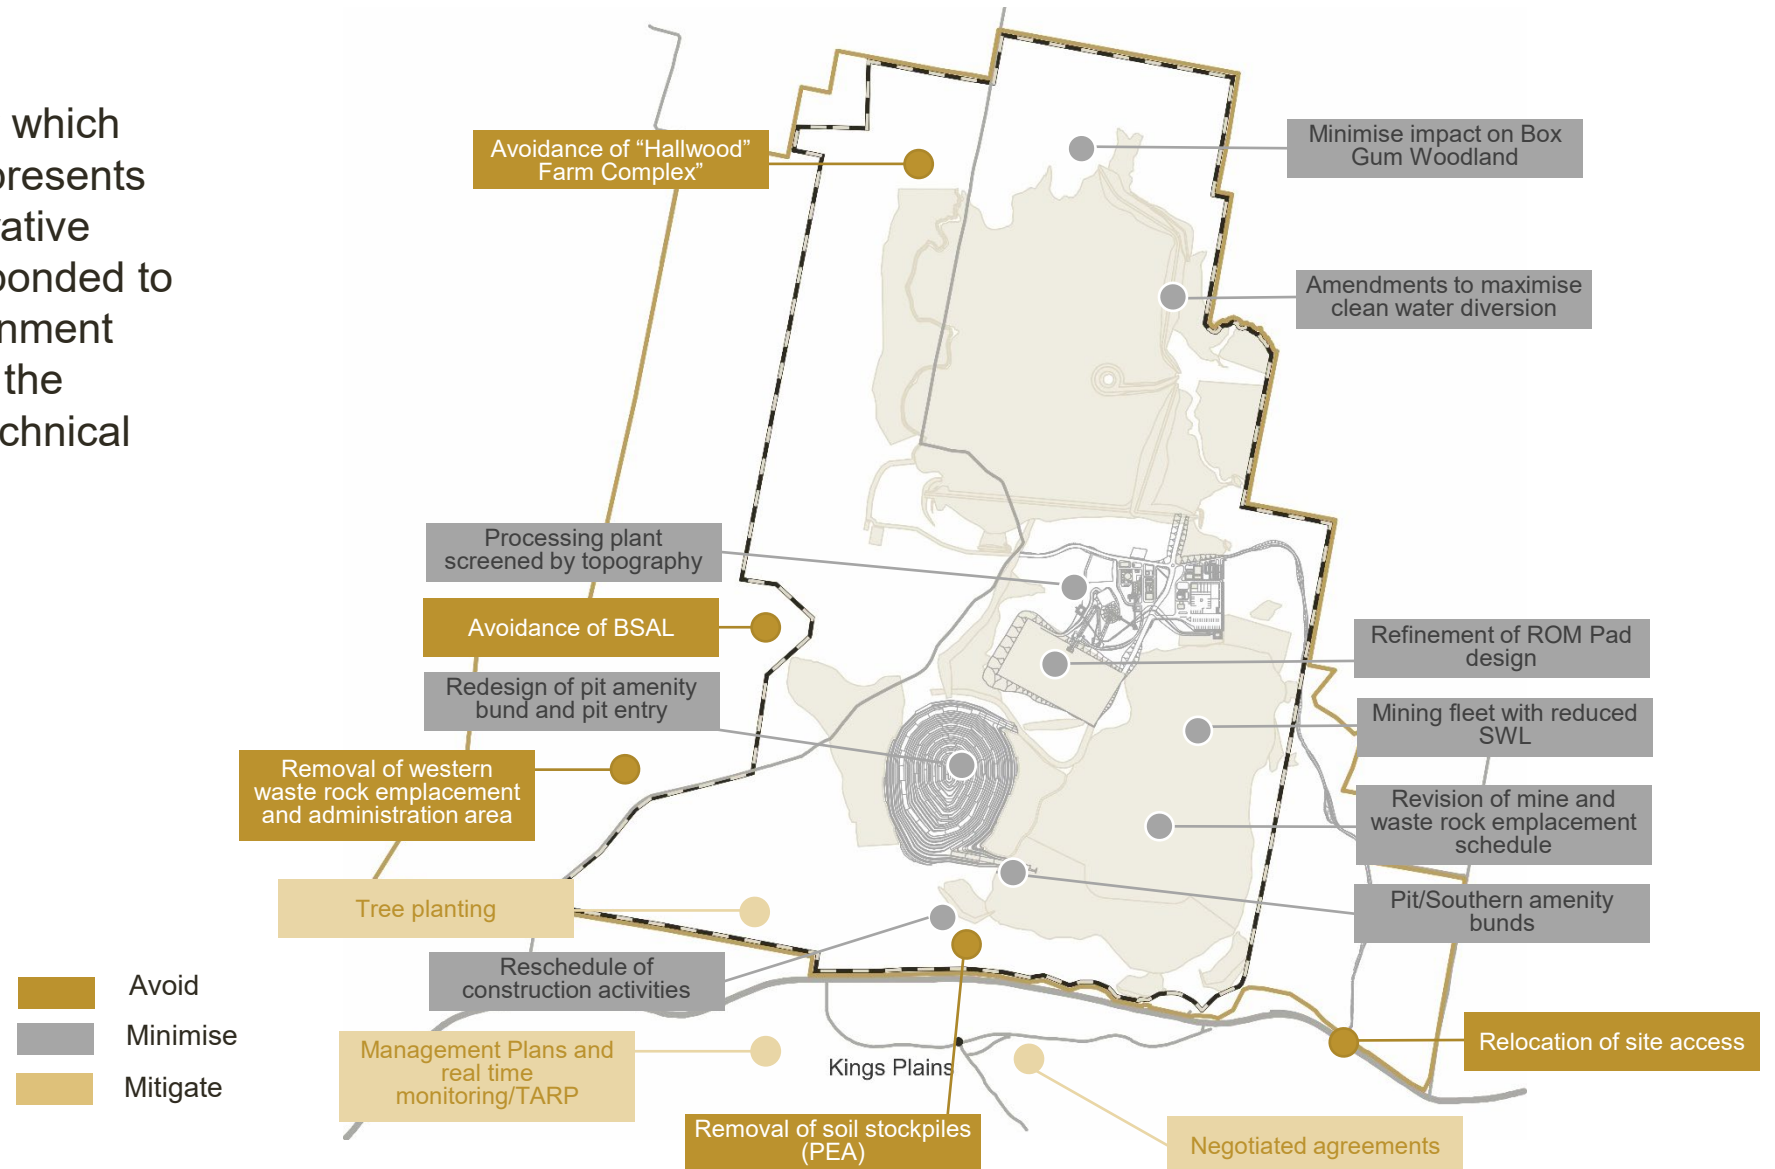 which
presents
rative
ponded to
nment
the
chnical
Avoidance of “Hallwood”
Farm Complex”
Minimise impact on Box
Gum Woodland
Amendments to maximise
clean water diversion
Processing plant
screened by topography
Avoidance of BSAL
Redesign of pit amenity
bund and pit entry
Removal of western
waste rock emplacement
and administration area
Tree planting
Reschedule of
construction activities
Management Plans and
real time
monitoring/TARP
Removal of soil stockpiles
(PEA)
Kings Plains
Negotiated agreements
Relocation of site access
Refinement of ROM Pad
design
Mining fleet with reduced
SWL
Revision of mine and
waste rock emplacement
schedule
Pit/Southern amenity
bunds
Avoid
Minimise
Mitigate